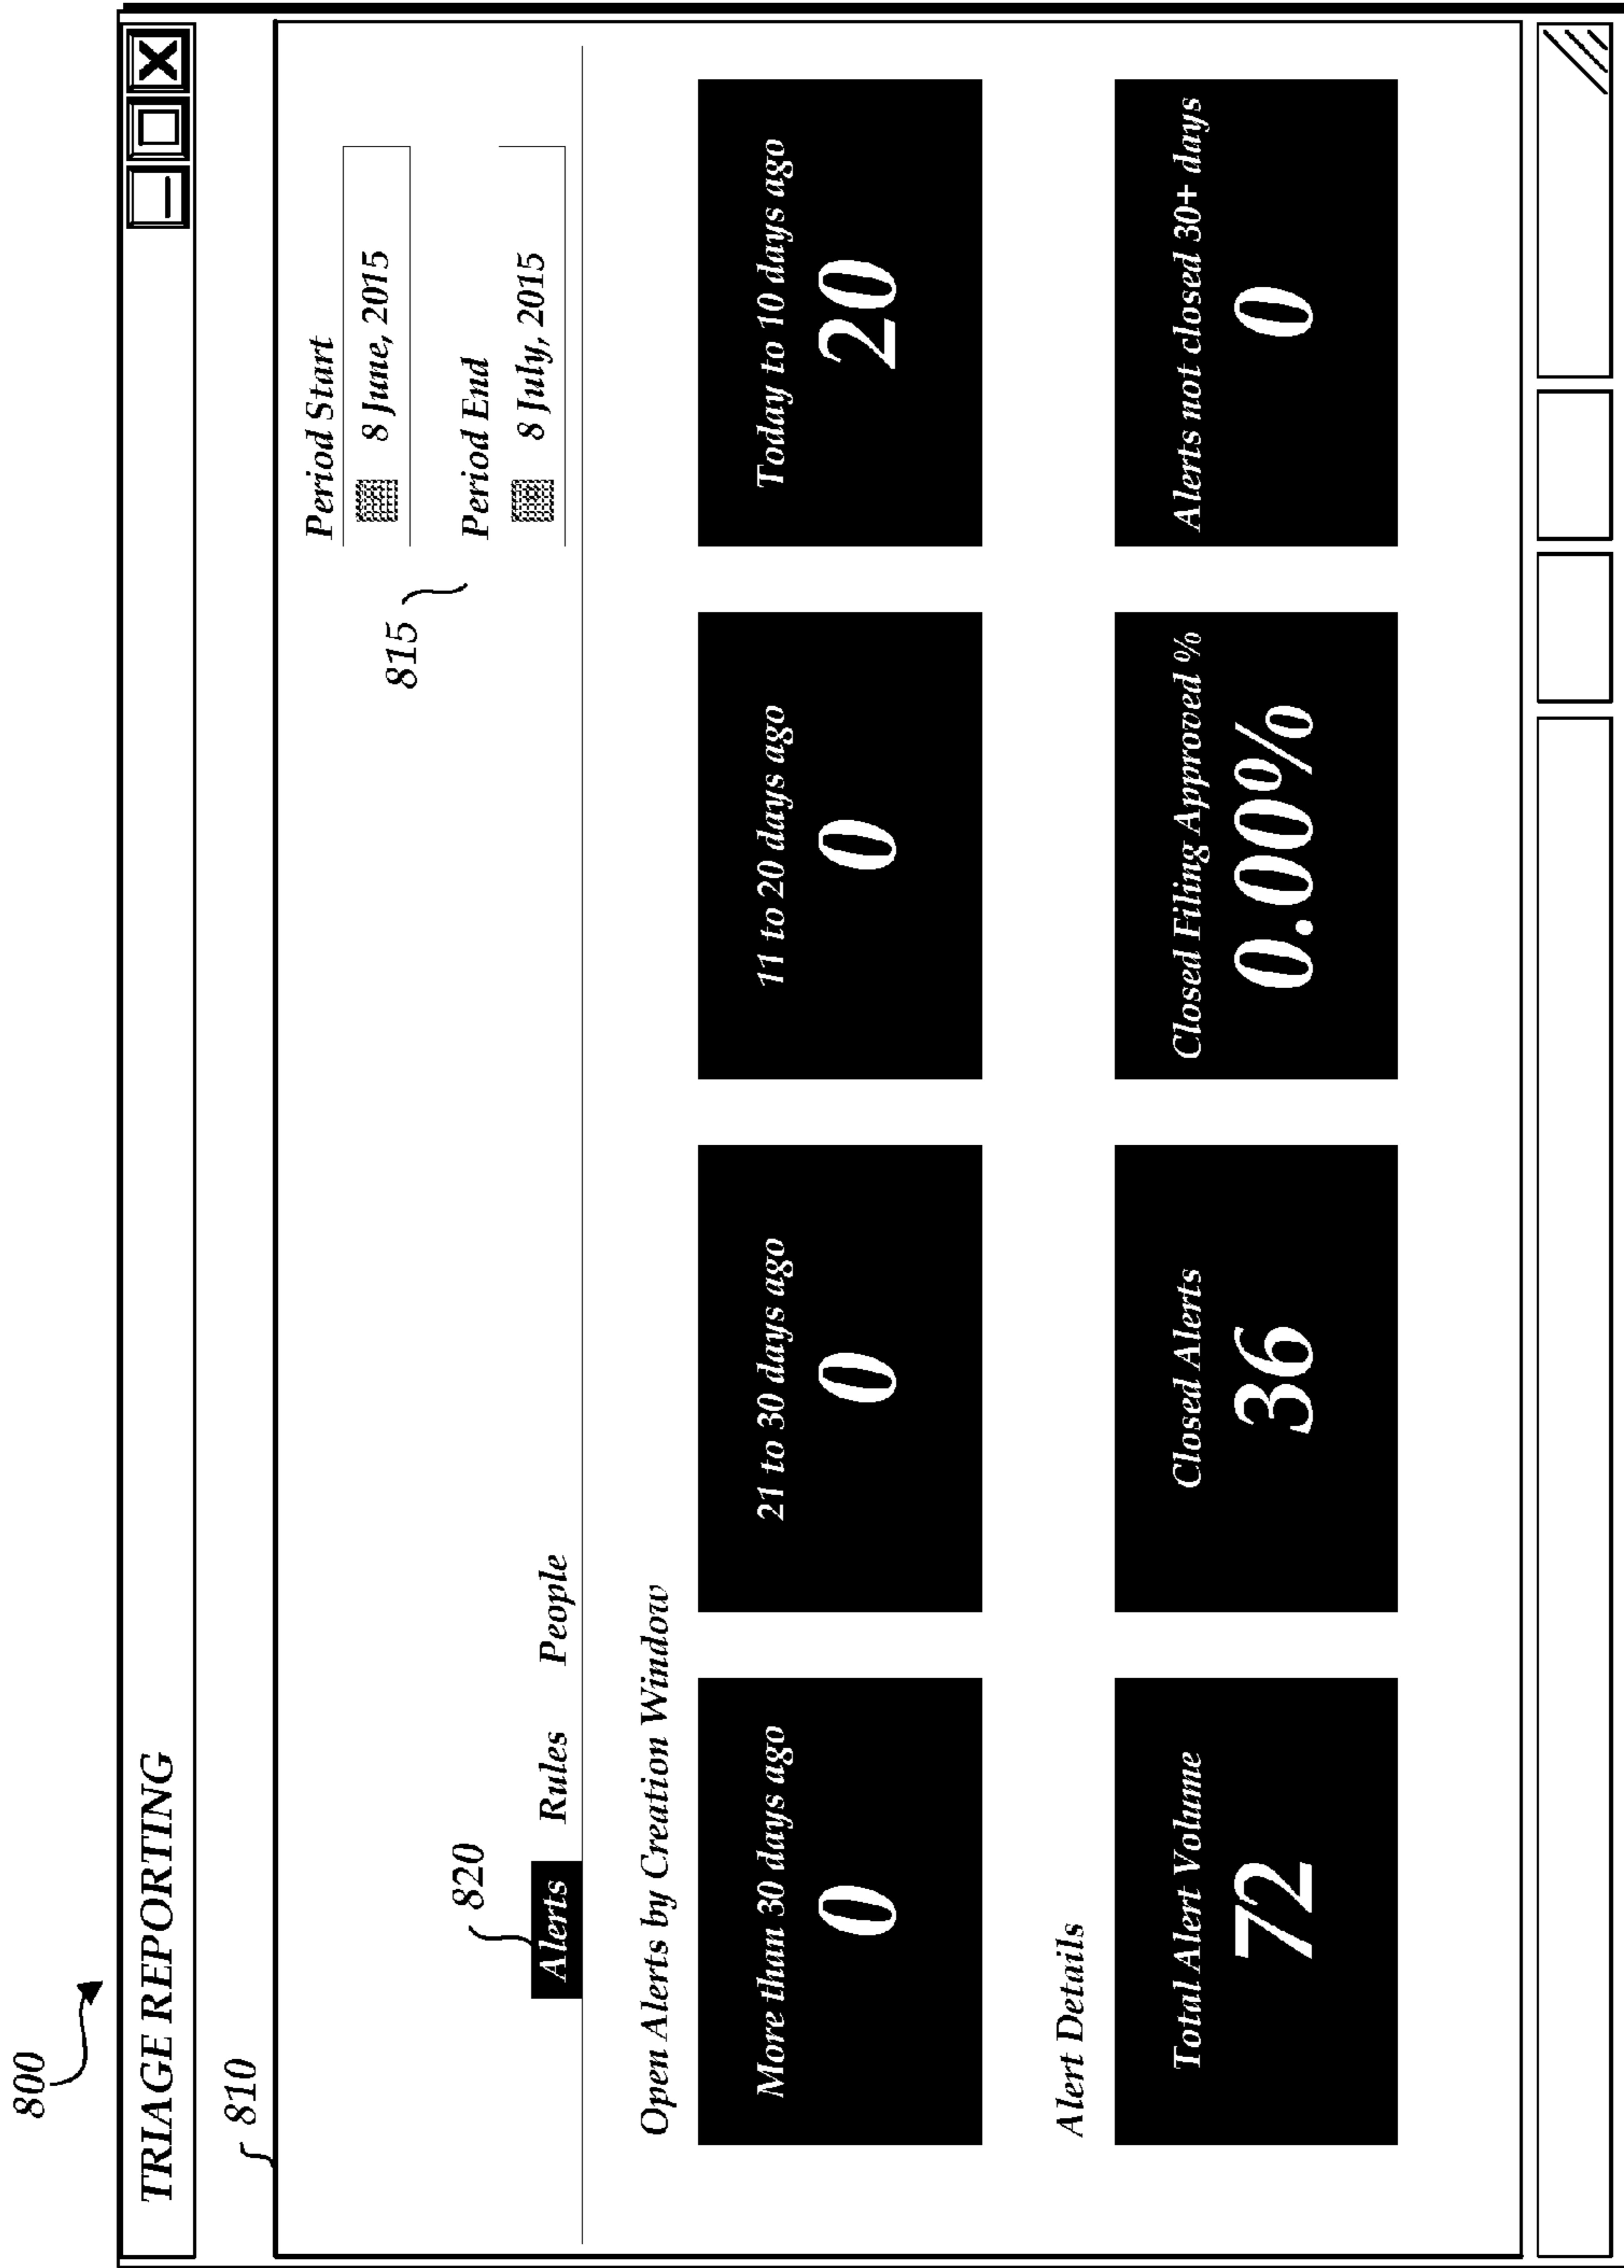 800
TRIAGE REPORTING
810
Period Start
8 June, 2015
815
Period End
8 July, 2015
820
Alerts Rules People
Open Alerts by Creation Window
More than 30 days ago
0
21 to 30 days ago
0
11 to 20 days ago
0
Today to 10 days ago
20
Alert Details
Total Alert Volume
72
Closed Alerts
36
Closed Filing Approved %
0.00%
Alerts not closed 30+ days
0